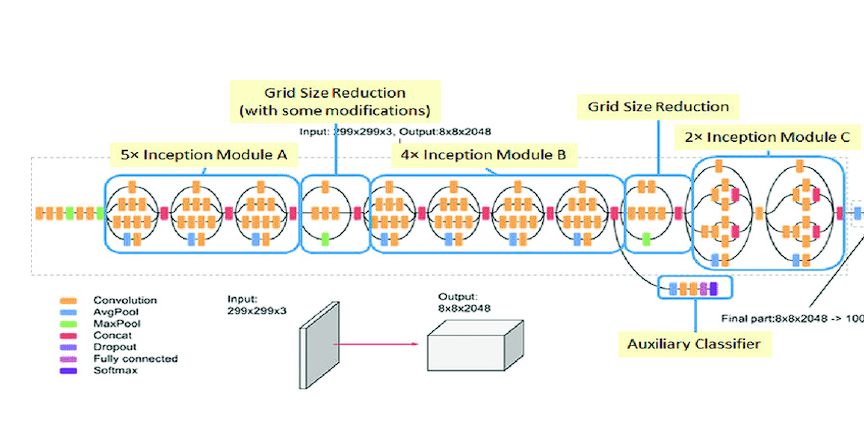 Grid Size Reduction
(with some modifications)
Grid Size Reduction
Input: 299x299x3, Output:8x8x2048
2× Inception Module C
5× Inception Module A
4× Inception Module B
Convolution
AvgPool
MaxPool
Concat
Dropout
Fully connected
Softmax
Input:
299x299x3
Output:
8x8x2048
Final part:8x8x2048 -> 100
Auxiliary Classifier